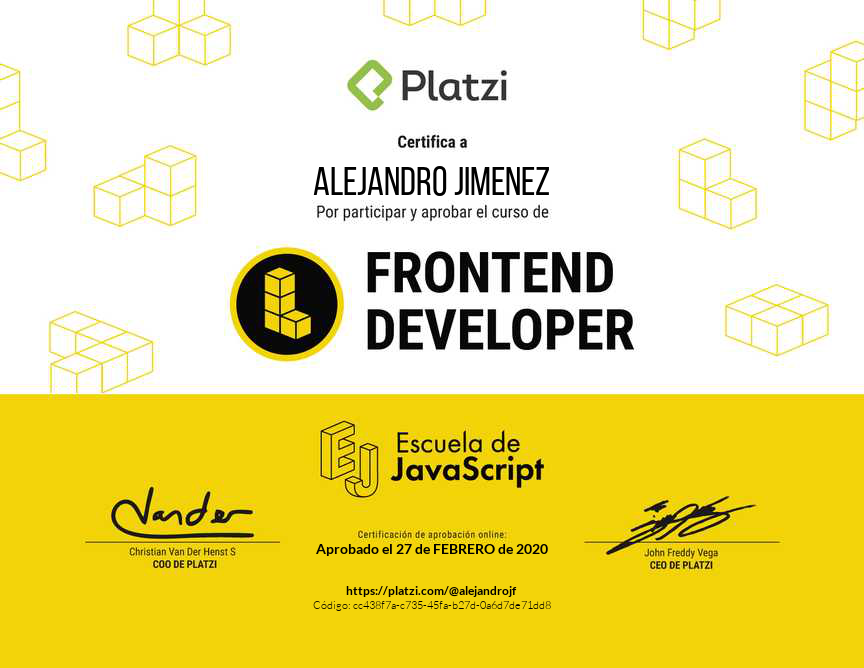 Platzi
Certifica a
ALEJANDRO JIMENEZ
Por participar y aprobar el curso de
FRONTEND
DEVELOPER
EJ
Escuela de
JavaScript
Vander
Christian Van Der Henst S
COO DE PLATZI
Certificación de aprobación online:
Aprobado el 27 de FEBRERO de 2020
John Freddy Vega
CEO DE PLATZI
https://platzi.com/@alejandrojf
Código: cc438f7a-c735-45fa-b27d-0a6d7de71dd8